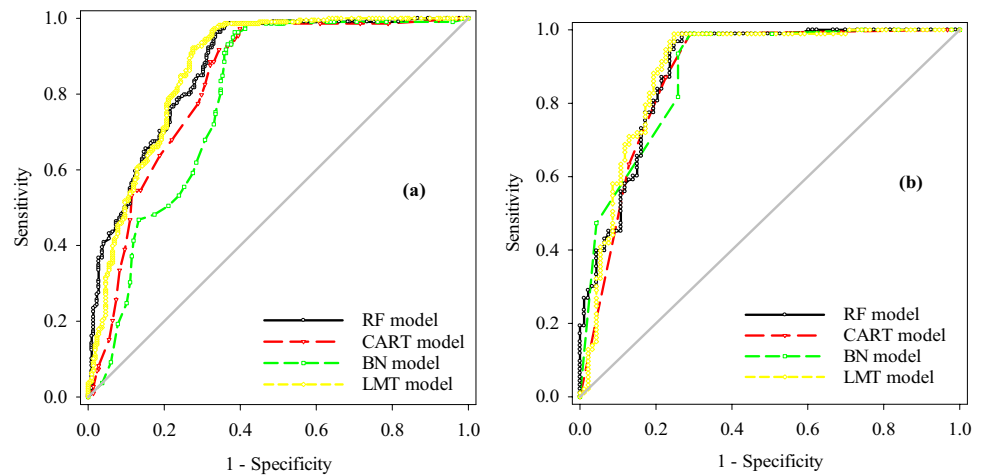 1.0
0.8
0.6
0.4
0.2
0.0
Sensitivity
(a)
RF model
CART model
BN model
LMT model
0.0 0.2 0.4 0.6 0.8 1.0
1 - Specificity
1.0
0.8
0.6
0.4
0.2
0.0
Sensitivity
(b)
RF model
CART model
BN model
LMT model
0.0 0.2 0.4 0.6 0.8 1.0
1 - Specificity